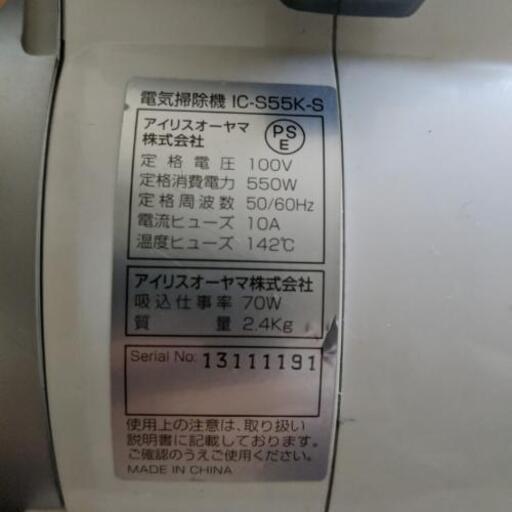 電気掃除機 IC-S55K-S
アイリスオーヤマ
株式会社
PS
E
定格電圧 100V
定格消費電力 550W
定格周波数 50/60Hz
電流ヒューズ 10A
温度ヒューズ 142℃
アイリスオーヤマ株式会社
吸込仕事率 70W
質量 2.4Kg
Serial No: 13111191
使用上の注意は、取り扱い
説明書に記載しております。
ご確認のうえご使用ください。
MADE IN CHINA